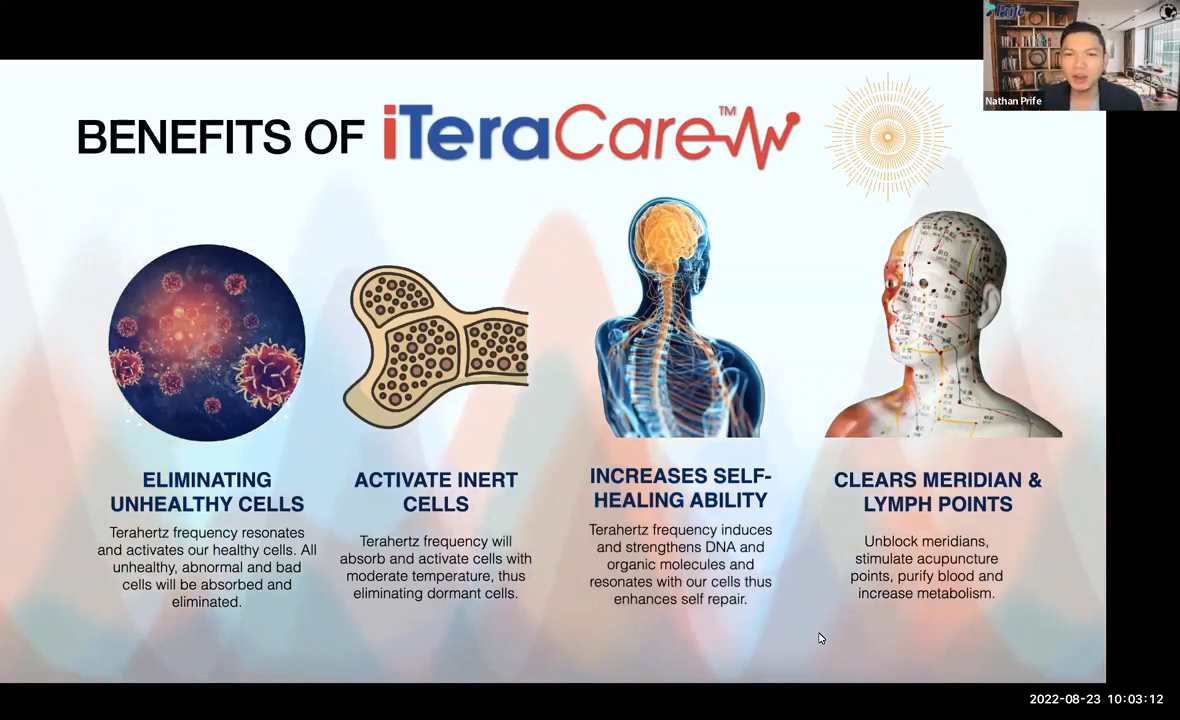 Prife
Nathan Prife
BENEFITS OF iTeraCare™
ELIMINATING
UNHEALTHY CELLS
Terahertz frequency resonates
and activates our healthy cells. All
unhealthy, abnormal and bad
cells will be absorbed and
eliminated.
ACTIVATE INERT
CELLS
Terahertz frequency will
absorb and activate cells with
moderate temperature, thus
eliminating dormant cells.
INCREASES SELF-
HEALING ABILITY
Terahertz frequency induces
and strengthens DNA and
organic molecules and
resonates with our cells thus
enhances self repair.
CLEARS MERIDIAN &
LYMPH POINTS
Unblock meridians,
stimulate acupuncture
points, purify blood and
increase metabolism.
2022-08-23 10:03:12